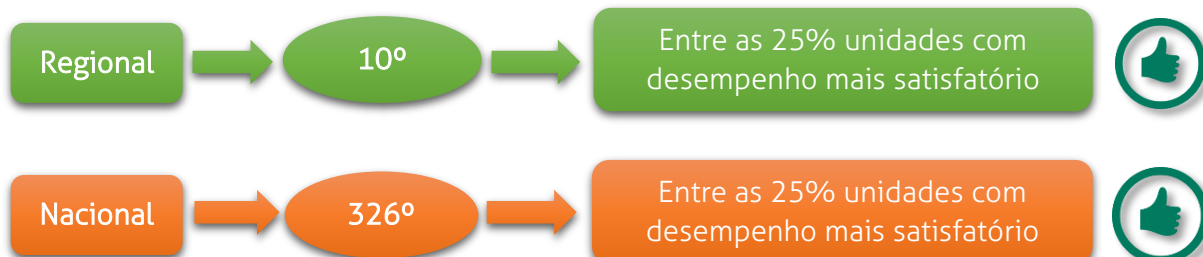 Regional
10º
Entre as 25% unidades com
desempenho mais satisfatório
Nacional
326º
Entre as 25% unidades com
desempenho mais satisfatório